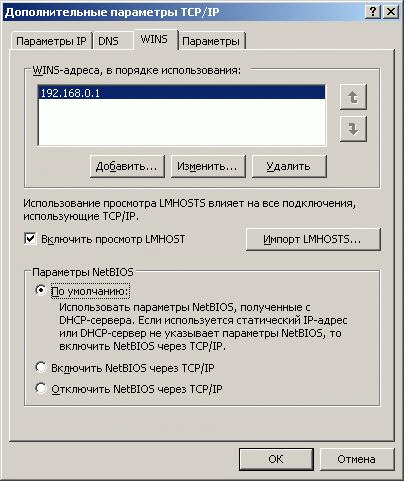 Дополнительные параметры TCP/IP
Параметры IP DNS WINS Параметры
WINS-адреса, в порядке использования:
192.168.0.1
Добавить... Изменить... Удалить
Использование просмотра LMHOSTS влияет на все подключения,
использующие TCP/IP.
Включить просмотр LMHOST Импорт LMHOSTS...
Параметры NetBIOS
По умолчанию:
Использовать параметры NetBIOS, полученные с
DHCP-сервера. Если используется статический IP-адрес
или DHCP-сервер не указывает параметры NetBIOS, то
включить NetBIOS через TCP/IP.
Включить NetBIOS через TCP/IP
Отключить NetBIOS через TCP/IP
OK Отмена